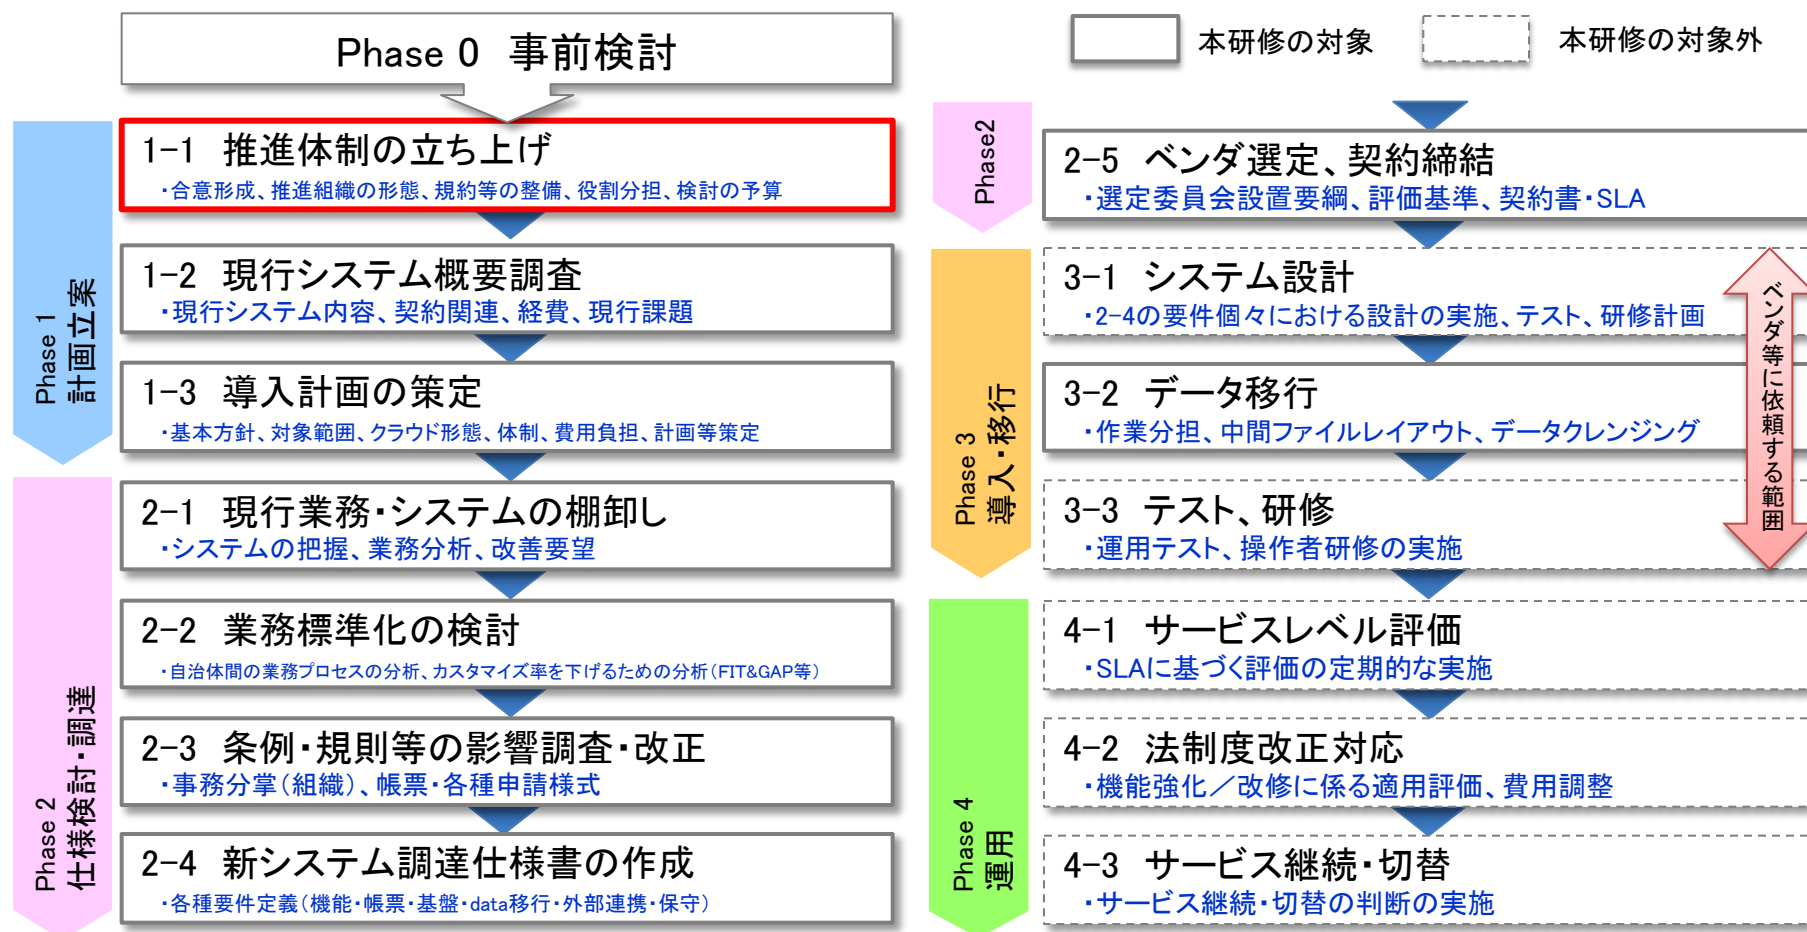 Phase 0 事前検討
Phase 1
計画立案
1-1 推進体制の立ち上げ
・合意形成、推進組織の形態、規約等の整備、役割分担、検討の予算
1-2 現行システム概要調査
・現行システム内容、契約関連、経費、現行課題
1-3 導入計画の策定
・基本方針、対象範囲、クラウド形態、体制、費用負担、計画等策定
Phase 2
仕様検討・調達
2-1 現行業務・システムの棚卸し
・システムの把握、業務分析、改善要望
2-2 業務標準化の検討
・自治体間の業務プロセスの分析、カスタマイズ率を下げるための分析(FIT&GAP等)
2-3 条例・規則等の影響調査・改正
・事務分掌(組織)、帳票・各種申請様式
2-4 新システム調達仕様書の作成
・各種要件定義(機能・帳票・基盤・data移行・外部連携・保守)
本研修の対象
本研修の対象外
Phase2
2-5 ベンダ選定、契約締結
・選定委員会設置要綱、評価基準、契約書・SLA
Phase 3
導入・移行
3-1 システム設計
・2-4の要件個々における設計の実施、テスト、研修計画
3-2 データ移行
・作業分担、中間ファイルレイアウト、データクレンジング
3-3 テスト、研修
・運用テスト、操作者研修の実施
ベンダ等に依頼する範囲
Phase 4
運用
4-1 サービスレベル評価
・SLAに基づく評価の定期的な実施
4-2 法制度改正対応
・機能強化／改修に係る適用評価、費用調整
4-3 サービス継続・切替
・サービス継続・切替の判断の実施